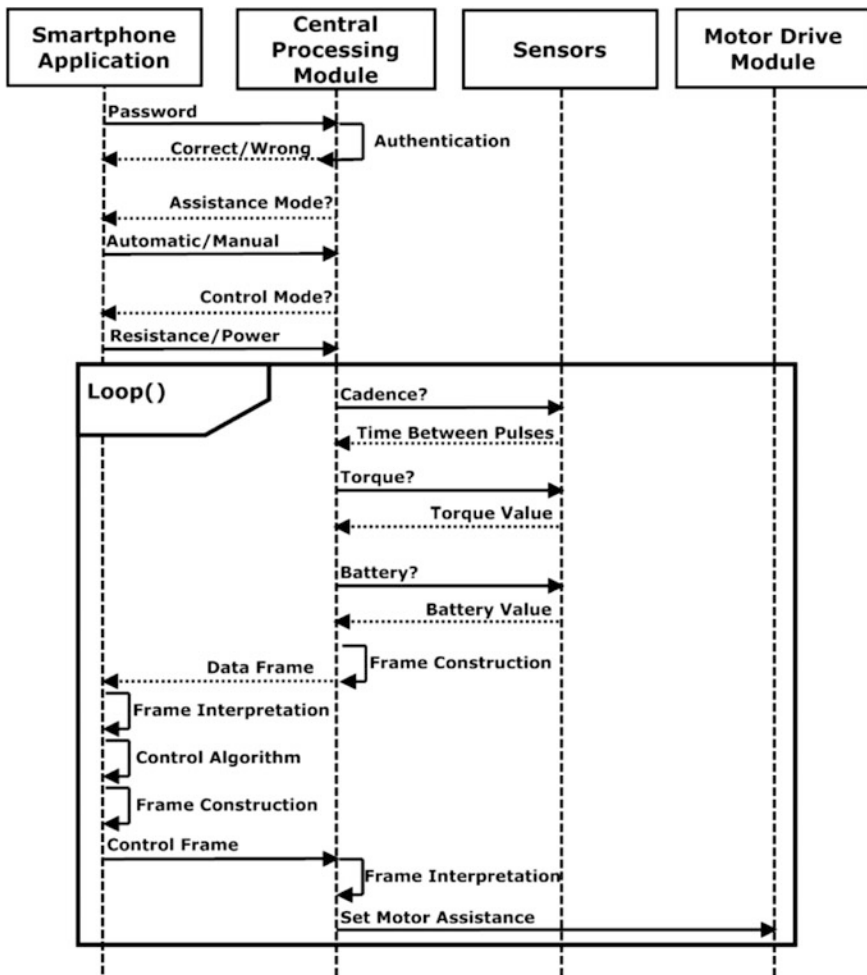 Smartphone
Application
Central
Processing
Module
Sensors
Motor Drive
Module
Password
Authentication
Correct/Wrong
Assistance Mode?
Automatic/Manual
Control Mode?
Resistance/Power
Loop()
Cadence?
Time Between Pulses
Torque?
Torque Value
Battery?
Battery Value
Frame Construction
Data Frame
Frame Interpretation
Control Algorithm
Frame Construction
Control Frame
Frame Interpretation
Set Motor Assistance